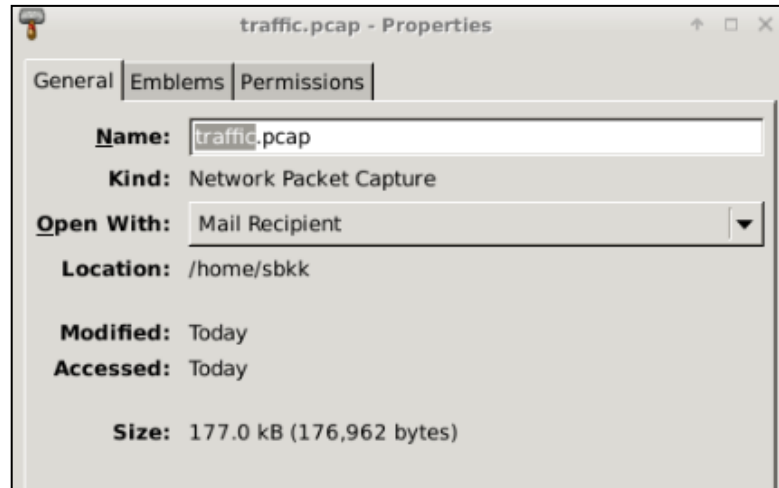 traffic.pcap - Properties
General Emblems Permissions
Name: traffic.pcap
Kind: Network Packet Capture
Open With: Mail Recipient
Location: /home/sbkk
Modified: Today
Accessed: Today
Size: 177.0 kB (176,962 bytes)